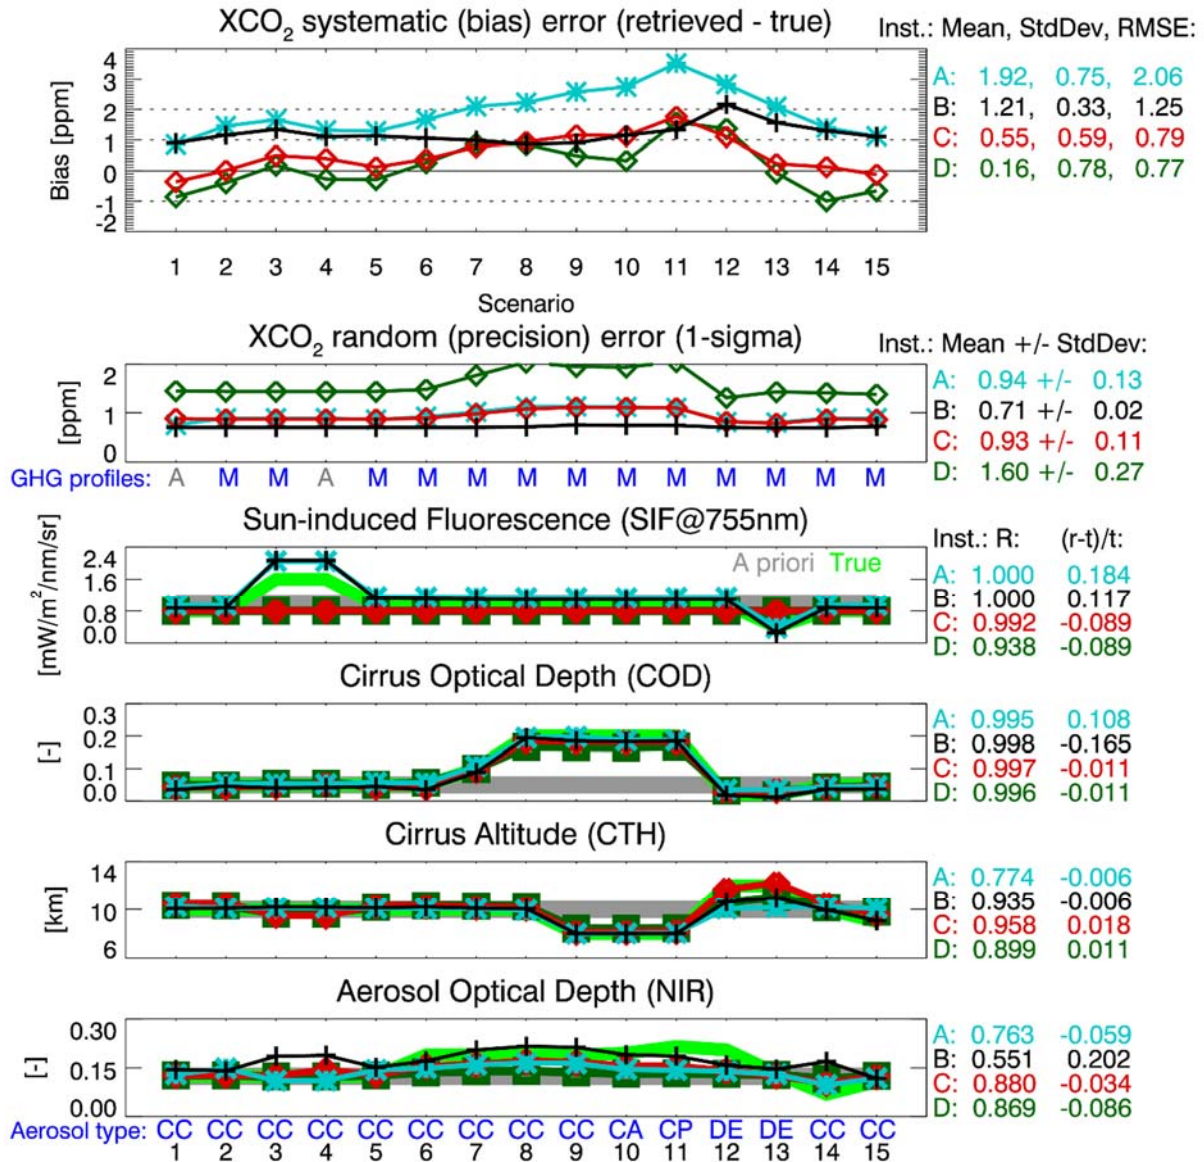 XCO2 systematic (bias) error (retrieved - true)
Inst.: Mean, StdDev, RMSE:
A: 1.92, 0.75, 2.06
B: 1.21, 0.33, 1.25
C: 0.55, 0.59, 0.79
D: 0.16, 0.78, 0.77
Bias [ppm]
4
3
2
1
0
-1
-2
1 2 3 4 5 6 7 8 9 10 11 12 13 14 15
Scenario
XCO2 random (precision) error (1-sigma)
Inst.: Mean +/- StdDev:
A: 0.94 +/- 0.13
B: 0.71 +/- 0.02
C: 0.93 +/- 0.11
D: 1.60 +/- 0.27
[ppm]
2
1
0
GHG profiles: A M M A M M M M M M M M M M M
Sun-induced Fluorescence (SIF@755nm)
Inst.: R: (r-t)/t:
A: 1.000 0.184
B: 1.000 0.117
C: 0.992 -0.089
D: 0.938 -0.089
A priori True
[mW/m2/nm/sr]
2.4
1.6
0.8
0.0
Cirrus Optical Depth (COD)
A: 0.995 0.108
B: 0.998 -0.165
C: 0.997 -0.011
D: 0.996 -0.011
[-]
0.3
0.2
0.1
0.0
Cirrus Altitude (CTH)
A: 0.774 -0.006
B: 0.935 -0.006
C: 0.958 0.018
D: 0.899 0.011
[km]
14
10
6
Aerosol Optical Depth (NIR)
A: 0.763 -0.059
B: 0.551 0.202
C: 0.880 -0.034
D: 0.869 -0.086
[-]
0.30
0.15
0.00
Aerosol type: CC CC CC CC CC CC CC CC CC CA CP DE DE CC CC
1 2 3 4 5 6 7 8 9 10 11 12 13 14 15